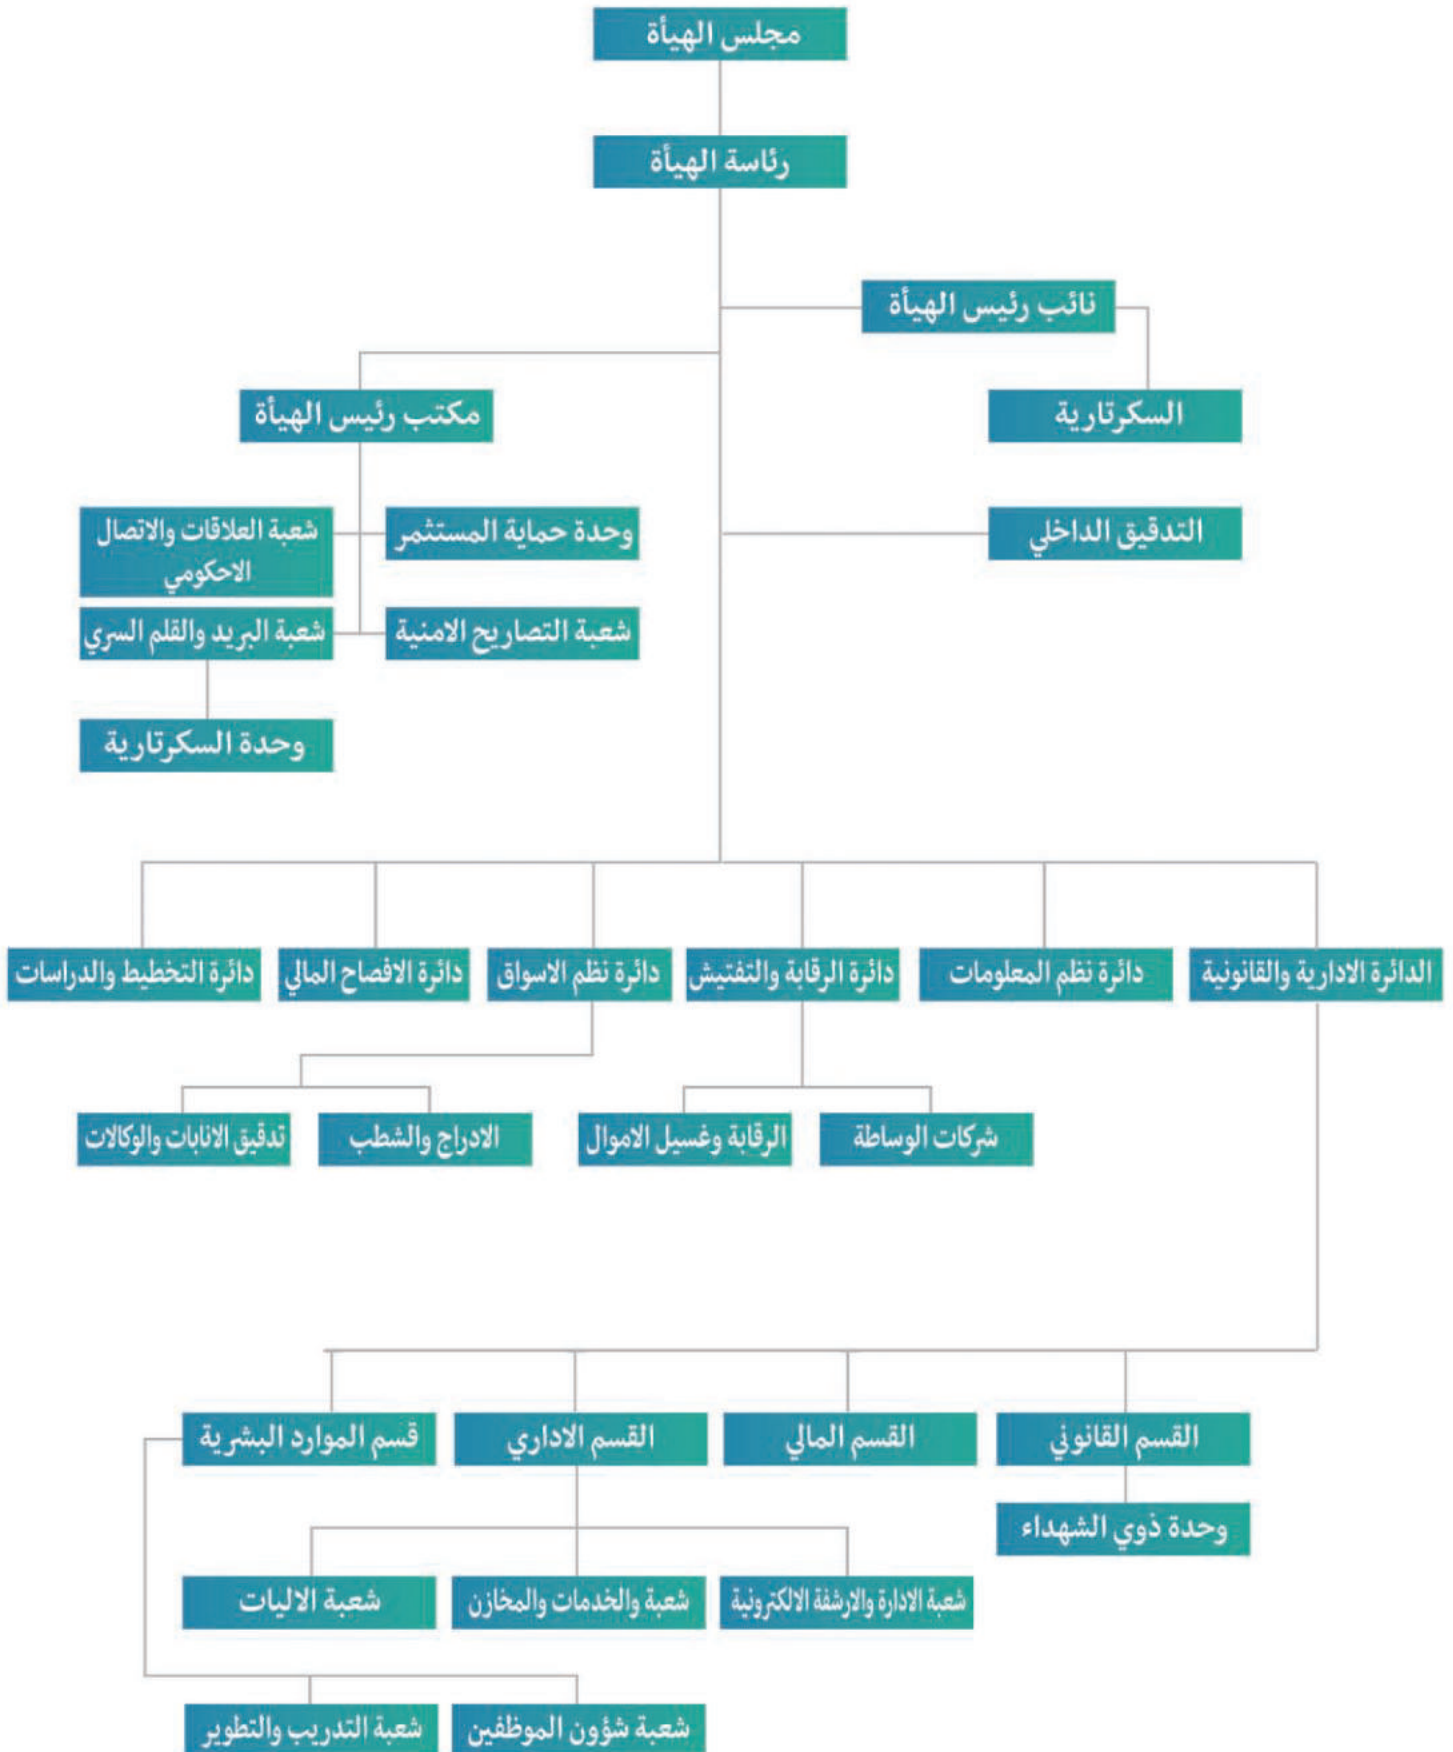 مجلس الهيأة
رئاسة الهيأة
نائب رئيس الهيأة
السكرتارية
مكتب رئيس الهيأة
التدقيق الداخلي
وحدة حماية المستثمر
شعبة العلاقات والاتصال
الاحكومي
شعبة التصاريح الامنية
شعبة البريد والقلم السري
وحدة السكرتارية
الدائرة الادارية والقانونية
دائرة نظم المعلومات
دائرة الرقابة والتفتيش
دائرة نظم الاسواق
دائرة الافصاح المالي
دائرة التخطيط والدراسات
شركات الوساطة
الرقابة وغسيل الاموال
الادراج والشطب
تدقيق الانابات والوكالات
القسم القانوني
القسم المالي
القسم الاداري
قسم الموارد البشرية
وحدة ذوي الشهداء
شعبة الادارة والارشفة الالكترونية
شعبة والخدمات والمخازن
شعبة الاليات
شعبة شؤون الموظفين
شعبة التدريب والتطوير